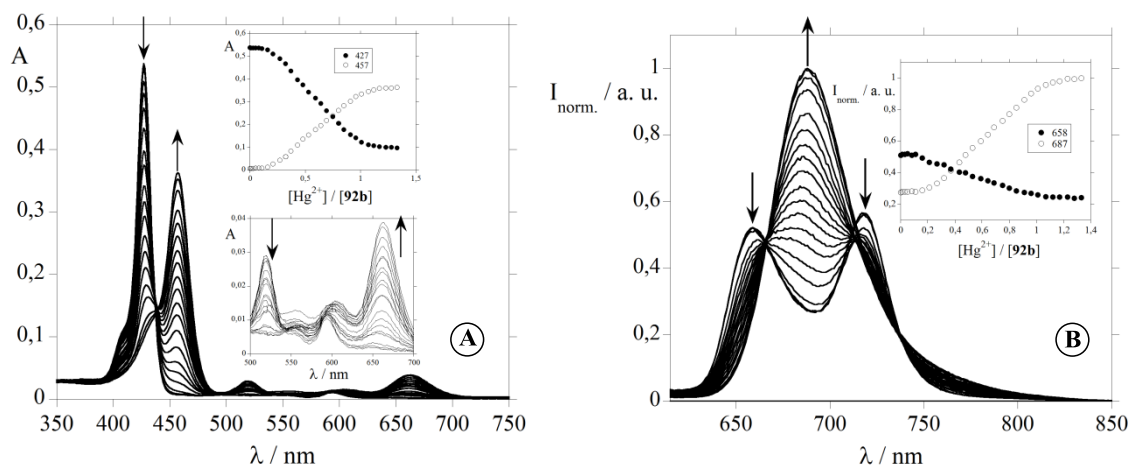 0,6
A
0,5
0,4
0,3
0,2
0,1
0
350 400 450 500 550 600 650 700 750
λ / nm
A
0,6
0,5
0,4
0,3
0,2
0,1
0,0
427
457
0 0,5 1 1,5
[Hg²⁺] / [92b]
A
0,04
0,03
0,02
0,01
0
500 550 600 650 700
λ / nm
A
1
I norm. / a. u.
0,8
0,6
0,4
0,2
0
650 700 750 800 850
λ / nm
I norm. / a. u.
1
0,8
0,6
0,4
0,2
658
687
0 0,2 0,4 0,6 0,8 1 1,2 1,4
[Hg²⁺] / [92b]
B